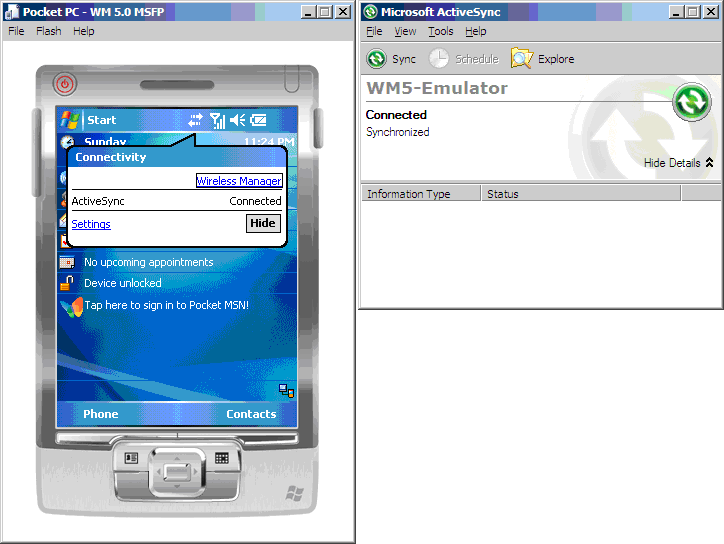 Pocket PC - WM 5.0 MSFP
File Flash Help
Start
Sunday 11:24 PM
Connectivity
Wireless Manager
ActiveSync Connected
Settings Hide
No upcoming appointments
Device unlocked
Tap here to sign in to Pocket MSN!
Phone Contacts
Microsoft ActiveSync
File View Tools Help
Sync Schedule Explore
WM5-Emulator
Connected
Synchronized
Hide Details
Information Type Status